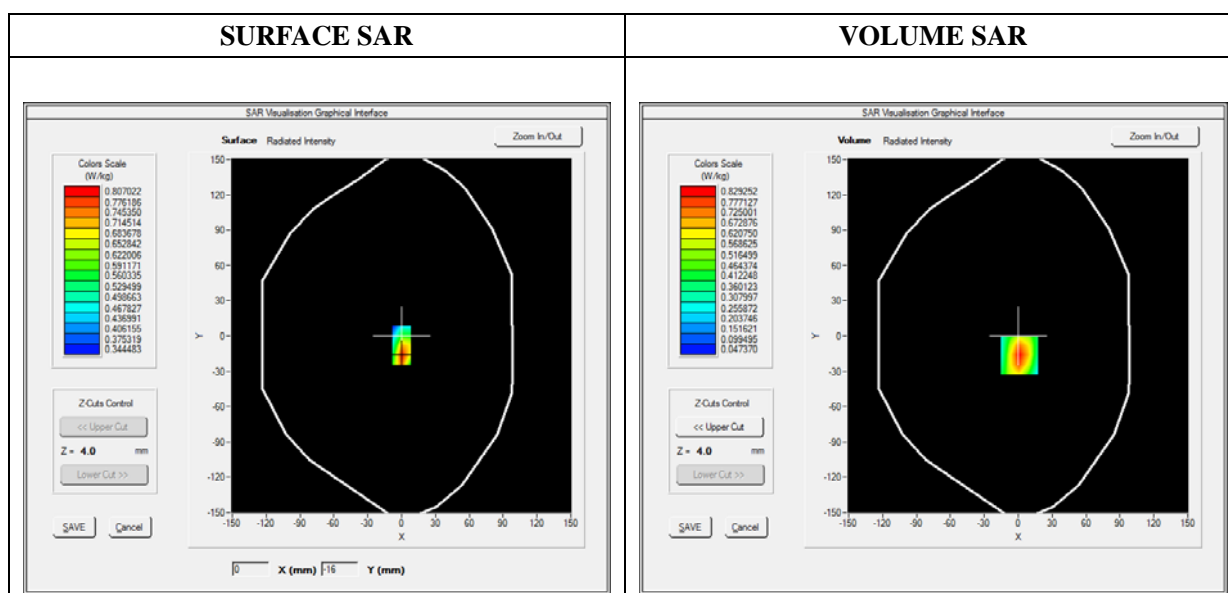 SURFACE SAR
VOLUME SAR
SAR Visualisation Graphical Interface
Surface Radiated Intensity
Zoom In/Out
Colors Scale
(W/kg)
0.807022
0.776186
0.745350
0.714514
0.683678
0.652842
0.622006
0.591171
0.560335
0.529499
0.498663
0.467827
0.436991
0.406155
0.375319
0.344483
Z-Cuts Control
<< Upper Cut
Z = 4.0 mm
Lower Cut >>
SAVE Cancel
150
120
90
60
30
0
-30
-60
-90
-120
-150
Y
-150 -120 -90 -60 -30 0 30 60 90 120 150
X
0 X (mm) -16 Y (mm)
SAR Visualisation Graphical Interface
Volume Radiated Intensity
Zoom In/Out
Colors Scale
(W/kg)
0.829252
0.777127
0.725001
0.672876
0.620750
0.568625
0.516499
0.464374
0.412248
0.360123
0.307997
0.255872
0.203746
0.151621
0.099495
0.047370
Z-Cuts Control
<< Upper Cut
Z = 4.0 mm
Lower Cut >>
SAVE Cancel
150
120
90
60
30
0
-30
-60
-90
-120
-150
Y
-150 -120 -90 -60 -30 0 30 60 90 120 150
X